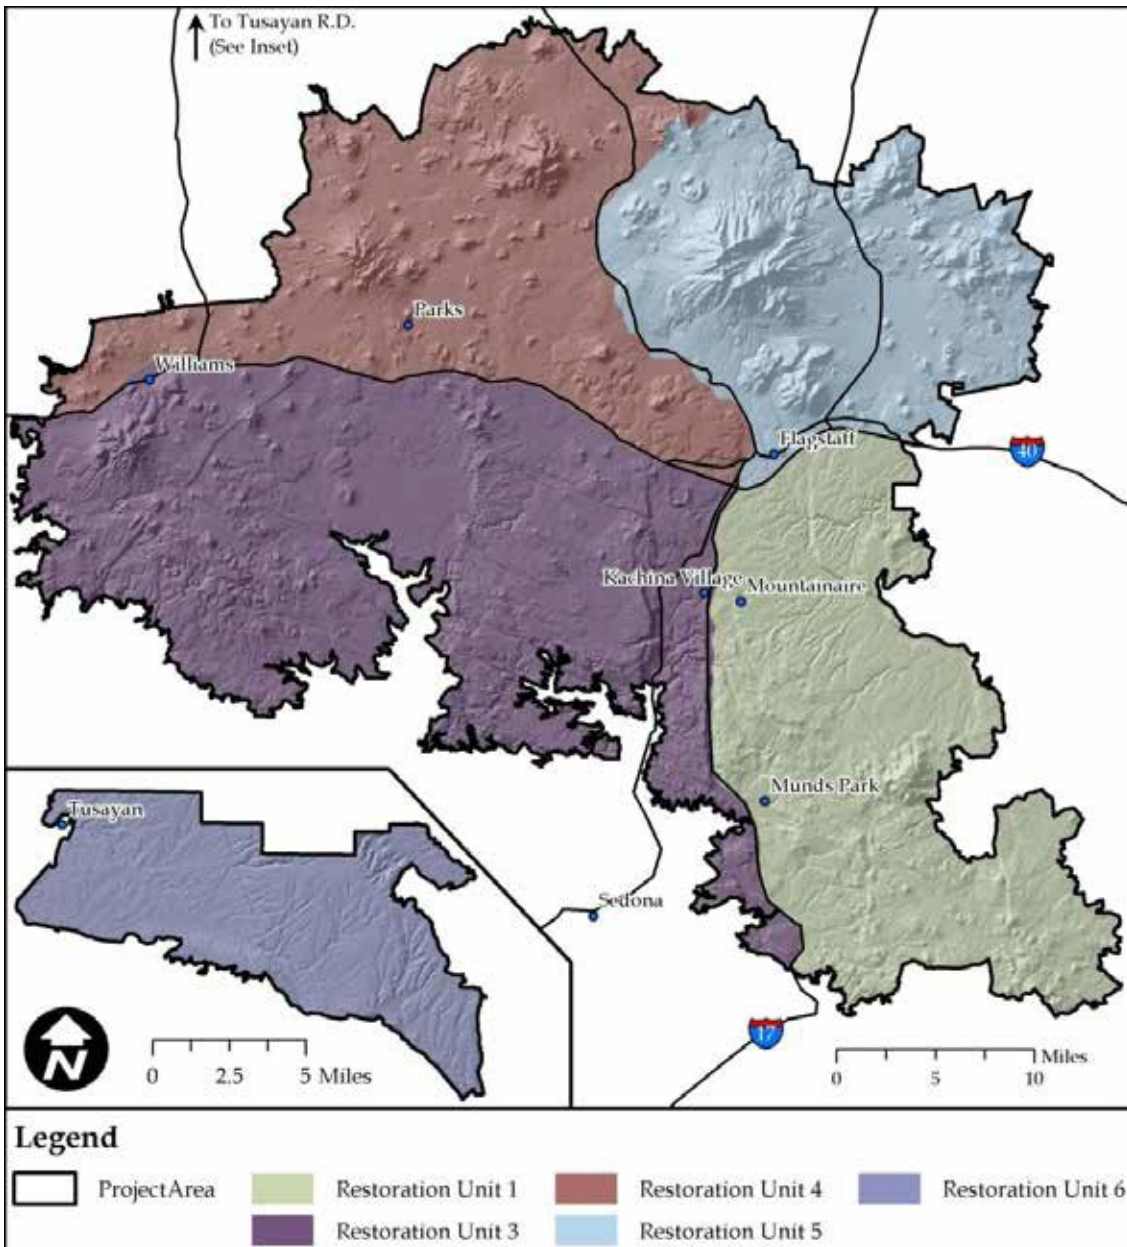 To Tusayan R.D.
(See Inset)
Parks
Williams
Flagstaff
40
Kachina Village
Mountainaire
Munds Park
Tusayan
Sedona
17
N
0 2.5 5 Miles
0 5 10 Miles
Legend
ProjectArea
Restoration Unit 1
Restoration Unit 4
Restoration Unit 6
Restoration Unit 3
Restoration Unit 5